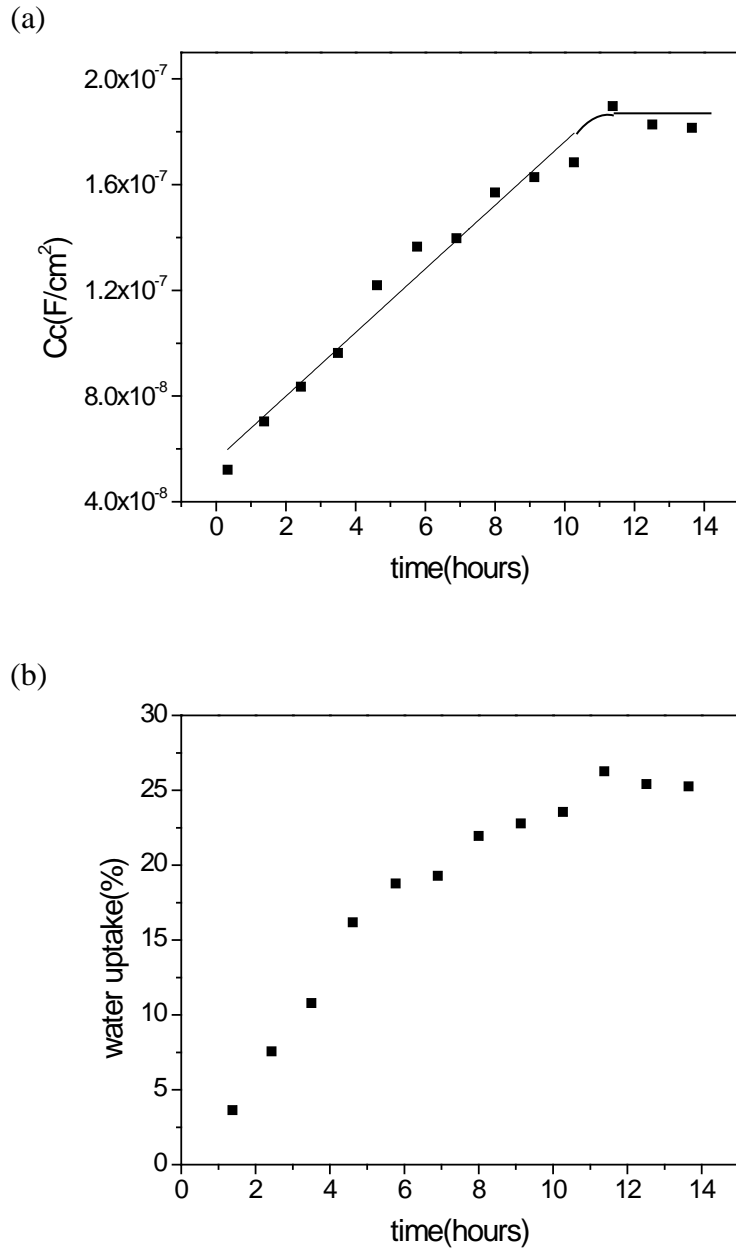 (a)
2.0x10⁻⁷
1.6x10⁻⁷
1.2x10⁻⁷
8.0x10⁻⁸
4.0x10⁻⁸
Cc(F/cm²)
0 2 4 6 8 10 12 14
time(hours)
(b)
30
25
20
15
10
5
0
water uptake(%)
0 2 4 6 8 10 12 14
time(hours)